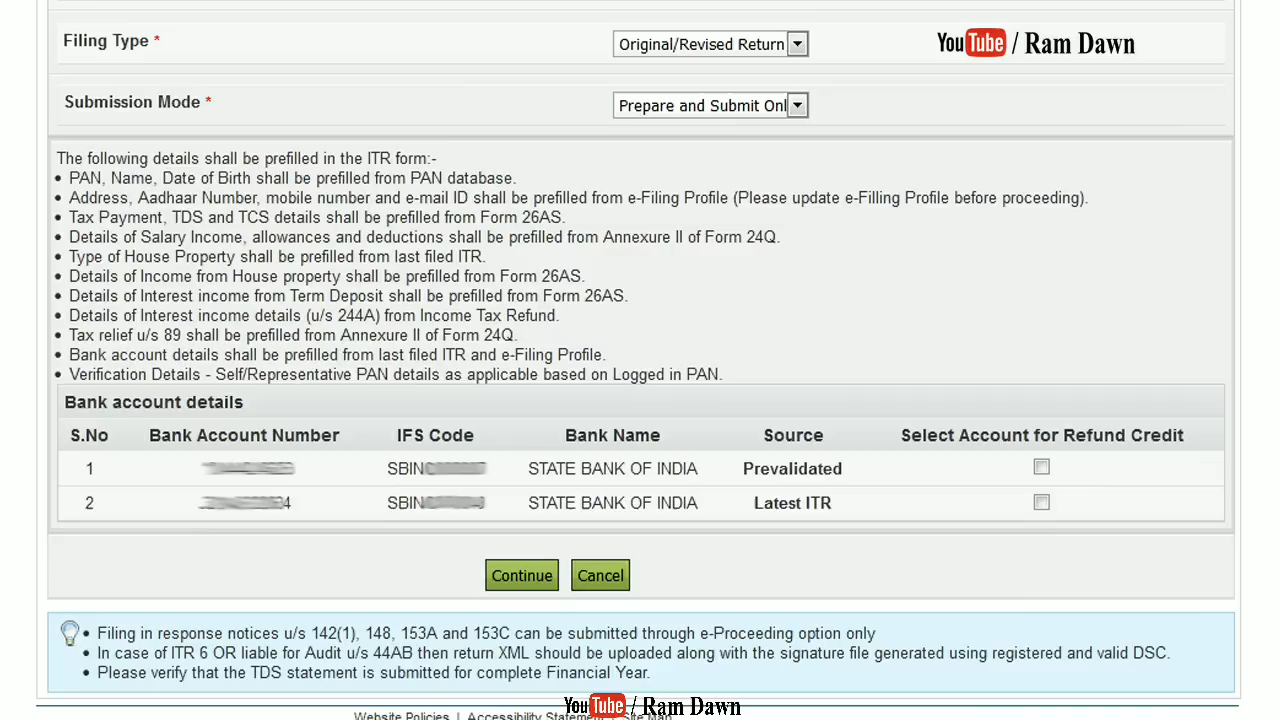 Filing Type *
Original/Revised Return
YouTube / Ram Dawn
Submission Mode *
Prepare and Submit Onl
The following details shall be prefilled in the ITR form:-
• PAN, Name, Date of Birth shall be prefilled from PAN database.
• Address, Aadhaar Number, mobile number and e-mail ID shall be prefilled from e-Filing Profile (Please update e-Filling Profile before proceeding).
• Tax Payment, TDS and TCS details shall be prefilled from Form 26AS.
• Details of Salary Income, allowances and deductions shall be prefilled from Annexure II of Form 24Q.
• Type of House Property shall be prefilled from last filed ITR.
• Details of Income from House property shall be prefilled from Form 26AS.
• Details of Interest income from Term Deposit shall be prefilled from Form 26AS.
• Details of Interest income details (u/s 244A) from Income Tax Refund.
• Tax relief u/s 89 shall be prefilled from Annexure II of Form 24Q.
• Bank account details shall be prefilled from last filed ITR and e-Filing Profile.
• Verification Details - Self/Representative PAN details as applicable based on Logged in PAN.
Bank account details
S.No Bank Account Number IFS Code Bank Name Source Select Account for Refund Credit
1 STATE BANK OF INDIA Prevalidated
2 STATE BANK OF INDIA Latest ITR
Continue Cancel
• Filing in response notices u/s 142(1), 148, 153A and 153C can be submitted through e-Proceeding option only
• In case of ITR 6 OR liable for Audit u/s 44AB then return XML should be uploaded along with the signature file generated using registered and valid DSC.
• Please verify that the TDS statement is submitted for complete Financial Year.
YouTube / Ram Dawn
Website Policies | Accessibility Statement | Site Map